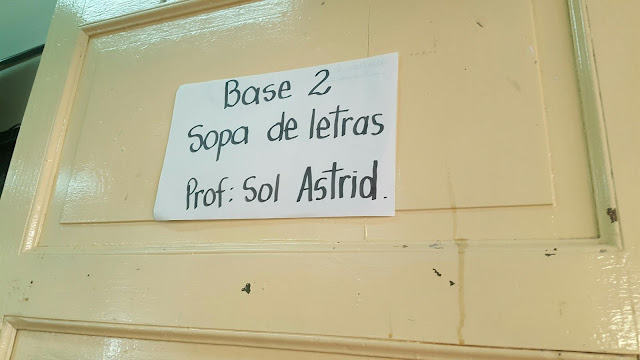 Base 2
Sopa de letras
Prof: Sol Astrid.